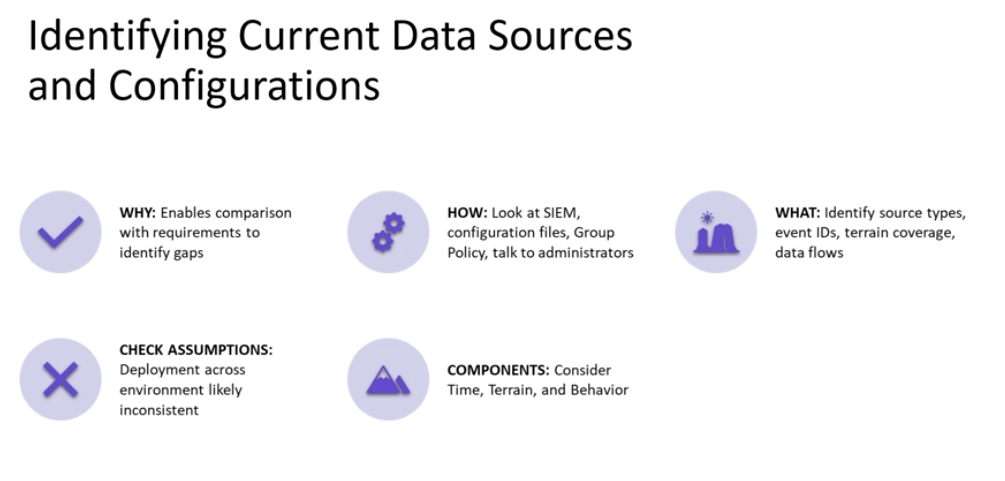 Identifying Current Data Sources
and Configurations
WHY: Enables comparison
with requirements to
identify gaps
HOW: Look at SIEM,
configuration files, Group
Policy, talk to administrators
WHAT: Identify source types,
event IDs, terrain coverage,
data flows
CHECK ASSUMPTIONS:
Deployment across
environment likely
inconsistent
COMPONENTS: Consider
Time, Terrain, and Behavior